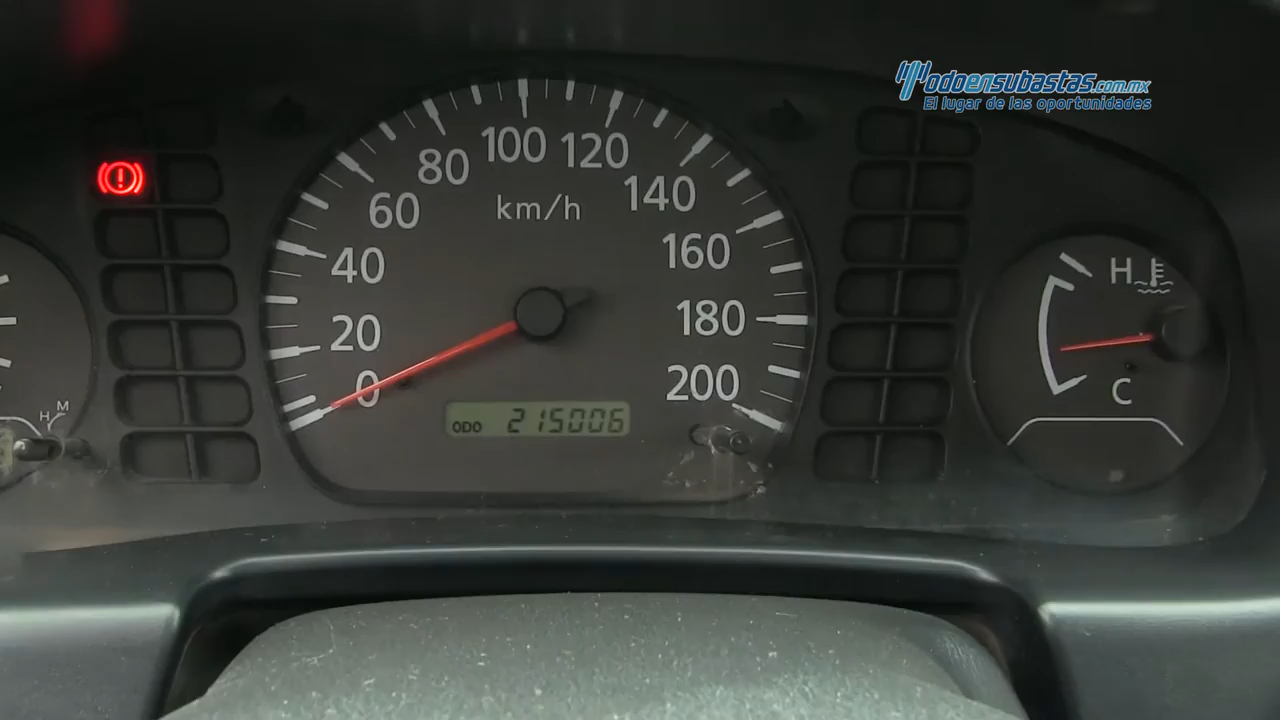 Todoensubastas.com.mx
El lugar de las oportunidades
100
80
120
60
140
km/h
40
160
20
180
0
200
ODO 215006
H
C
H
M